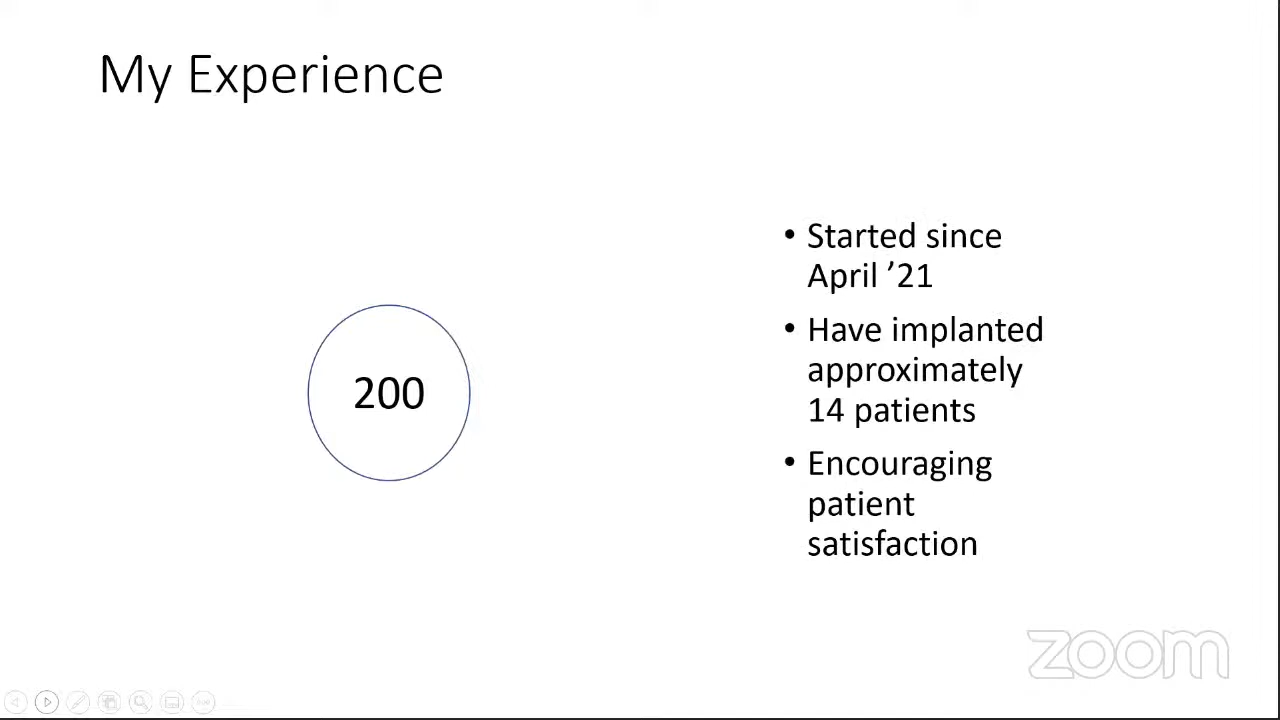 My Experience
200
• Started since
April ’21
• Have implanted
approximately
14 patients
• Encouraging
patient
satisfaction
zoom